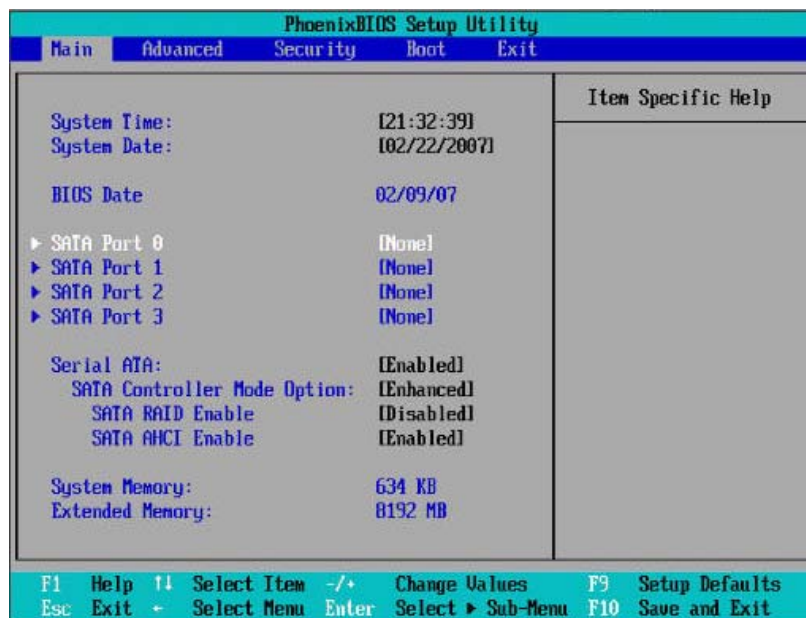 PhoenixBIOS Setup Utility
Main Advanced Security Boot Exit
Item Specific Help
System Time: [21:32:39]
System Date: [02/22/2007]
BIOS Date 02/09/07
▶ SATA Port 0 [None]
▶ SATA Port 1 [None]
▶ SATA Port 2 [None]
▶ SATA Port 3 [None]
Serial ATA: [Enabled]
SATA Controller Mode Option: [Enhanced]
SATA RAID Enable [Disabled]
SATA AHCI Enable [Enabled]
System Memory: 634 KB
Extended Memory: 8192 MB
F1 Help ↑↓ Select Item -/+ Change Values F9 Setup Defaults
Esc Exit ← Select Menu Enter Select ▶ Sub-Menu F10 Save and Exit